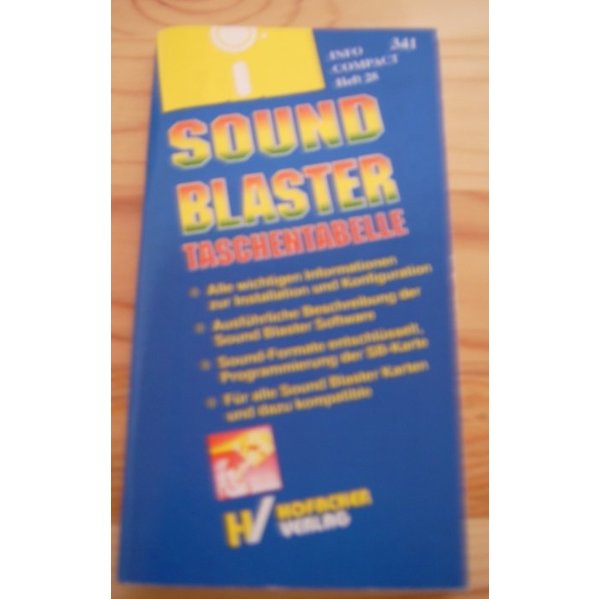 INFO 341
COMPACT
Heft 28
SOUND
BLASTER
TASCHENTABELLE
Alle wichtigen Informationen
zur Installation und Konfiguration
Ausführliche Beschreibung der
Sound Blaster Software
Sound-Formate entschlüsselt,
Programmierung der SB-Karte
Für alle Sound Blaster Karten
und dazu kompatible
HV HOFACKER
VERLAG